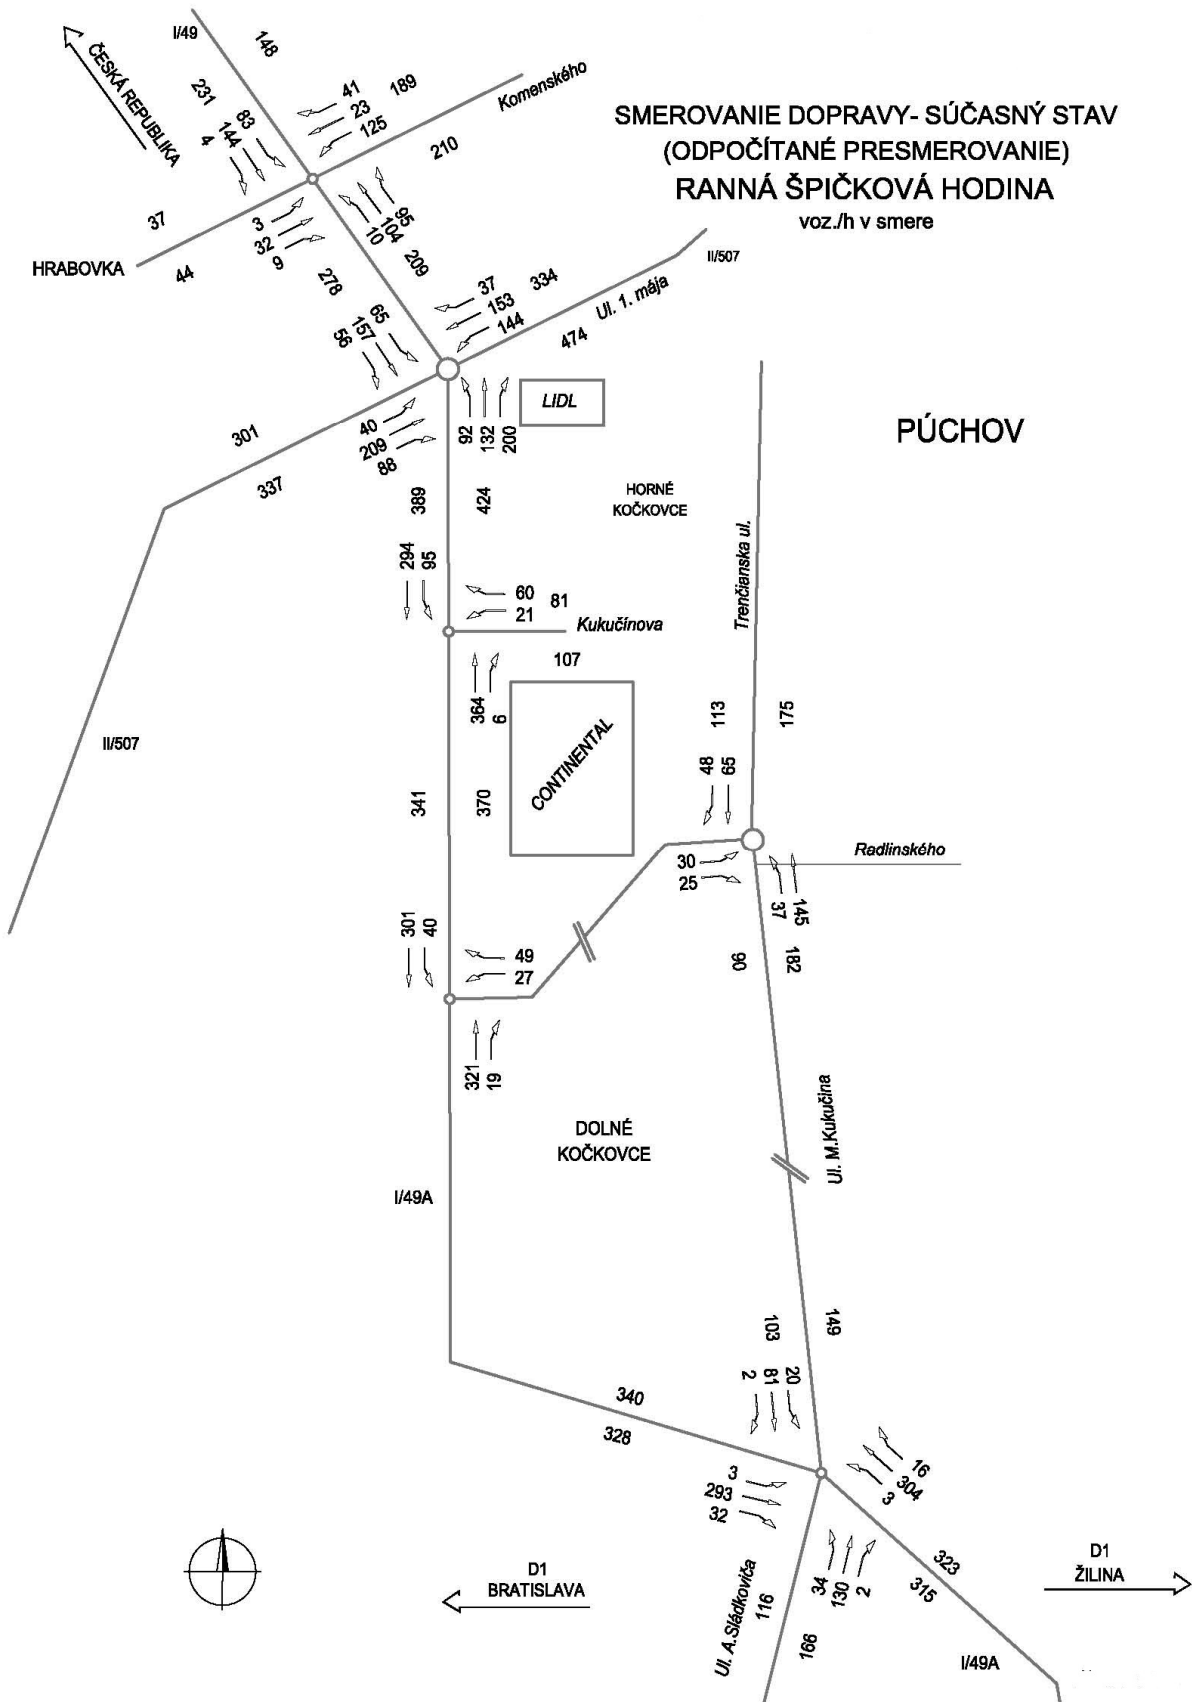 I/49
148
ČESKÁ REPUBLIKA
231
83
144
4
41
23
125
189
Komenského
210
SMEROVANIE DOPRAVY- SÚČASNÝ STAV
(ODPOČÍTANÉ PRESMEROVANIE)
RANNÁ ŠPIČKOVÁ HODINA
voz./h v smere
37
HRABOVKA
44
3
32
9
95
104
10
209
278
65
157
56
37
153
144
334
Ul. 1. mája
474
II/507
LIDL
PÚCHOV
301
337
40
209
88
92
132
200
389
424
HORNÉ
KOČKOVCE
Trenčianska ul.
294
95
60
21
81
Kukučínova
107
364
6
CONTINENTAL
II/507
341
370
113
175
48
65
Radlinského
30
25
37
145
301
40
49
27
90
182
321
19
DOLNÉ
KOČKOVCE
Ul. M.Kukučina
I/49A
103
149
2
81
20
340
328
3
293
32
16
304
3
34
130
2
323
315
Ul. A.Sládkoviča
116
166
D1
BRATISLAVA
D1
ŽILINA
I/49A